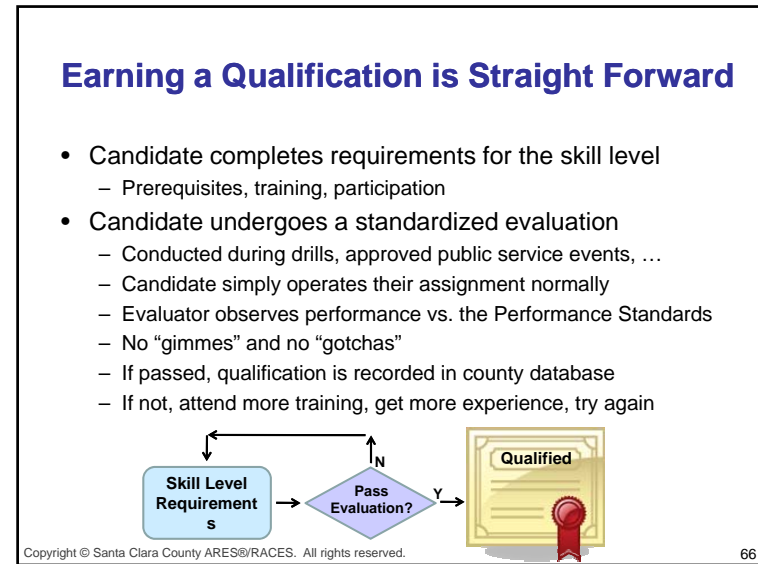 Earning a Qualification is Straight Forward
• Candidate completes requirements for the skill level
– Prerequisites, training, participation
• Candidate undergoes a standardized evaluation
– Conducted during drills, approved public service events, …
– Candidate simply operates their assignment normally
– Evaluator observes performance vs. the Performance Standards
– No “gimmes” and no “gotchas”
– If passed, qualification is recorded in county database
– If not, attend more training, get more experience, try again
Skill Level
Requirement
s
Pass
Evaluation?
N
Y
Qualified
Copyright © Santa Clara County ARES®/RACES. All rights reserved.
66